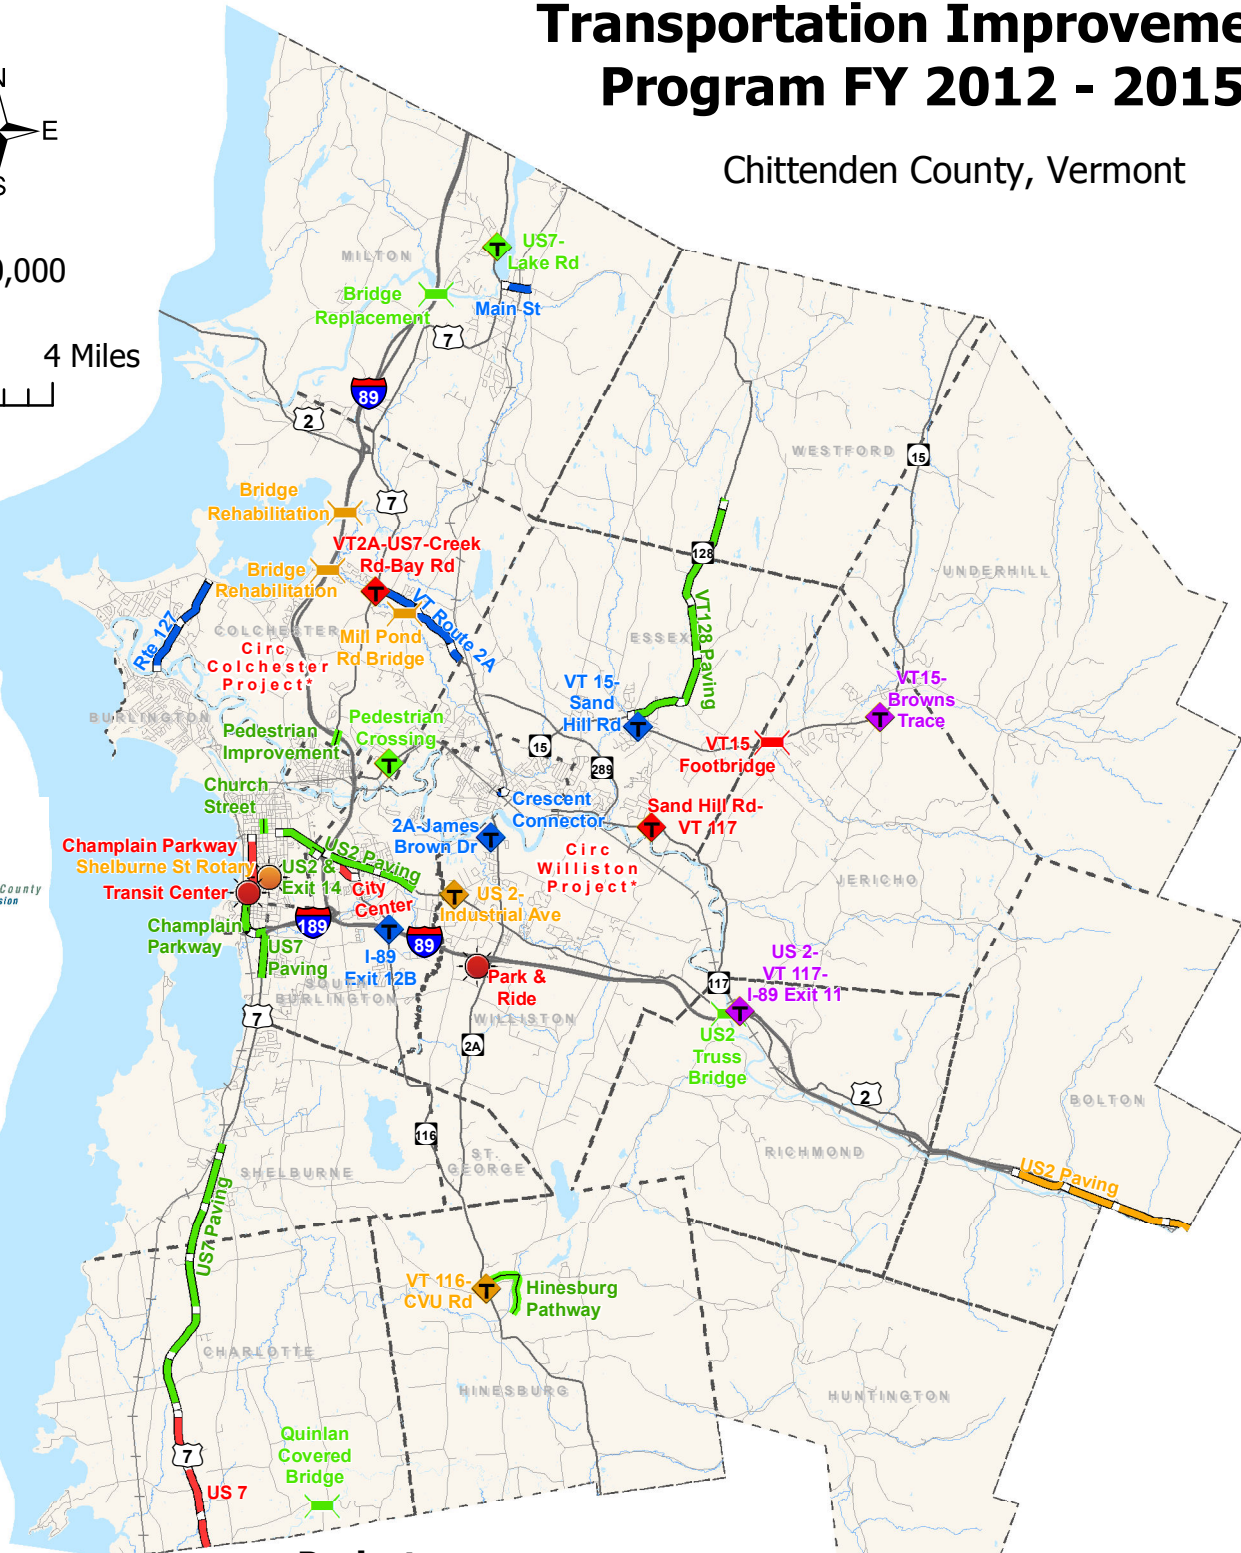 Transportation Improveme
Program FY 2012 - 2015
Chittenden County, Vermont
N
E
S
0,000
4 Miles
MILTON
US7-
Lake Rd
Bridge
Replacement
Main St
7
89
2
WESTFORD
15
Bridge
Rehabilitation
7
VT2A-US7-Creek
Rd-Bay Rd
128
UNDERHILL
Bridge
Rehabilitation
VT Route 2A
Rte 127
COLCHESTER
Circ
Colchester
Project*
Mill Pond
Rd Bridge
ESSEX
VT128 Paving
VT 15-
Sand
Hill Rd
VT15-
Browns
Trace
BURLINGTON
Pedestrian
Improvement
Pedestrian
Crossing
15
289
VT15
Footbridge
Church
Street
Crescent
Connector
Sand Hill Rd-
VT 117
2A-James
Brown Dr
Champlain Parkway
Shelburne St Rotary
Transit Center
US2 Paving
US2 &
Exit 14
City
Center
Circ
Williston
Project*
JERICHO
County
sion
US 2-
Industrial Ave
Champlain
Parkway
189
US7
Paving
89
I-89
Exit 12B
US 2-
VT 117-
I-89 Exit 11
Park &
Ride
117
SOUTH
BURLINGTON
7
WILLISTON
2A
US2
Truss
Bridge
2
BOLTON
116
RICHMOND
ST.
GEORGE
SHELBURNE
US2 Paving
US7 Paving
VT 116-
CVU Rd
Hinesburg
Pathway
CHARLOTTE
HINESBURG
HUNTINGTON
Quinlan
Covered
Bridge
7
US 7